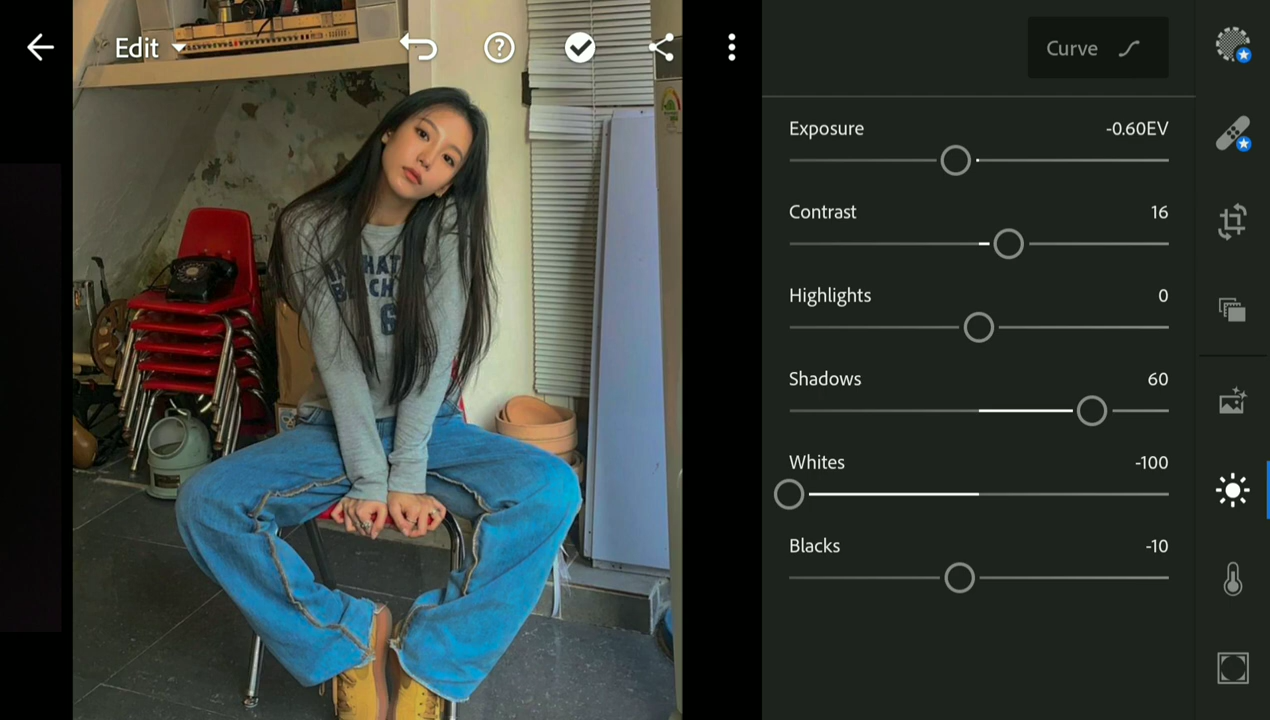 Edit
Curve
Exposure -0.60EV
Contrast 16
Highlights 0
Shadows 60
Whites -100
Blacks -10